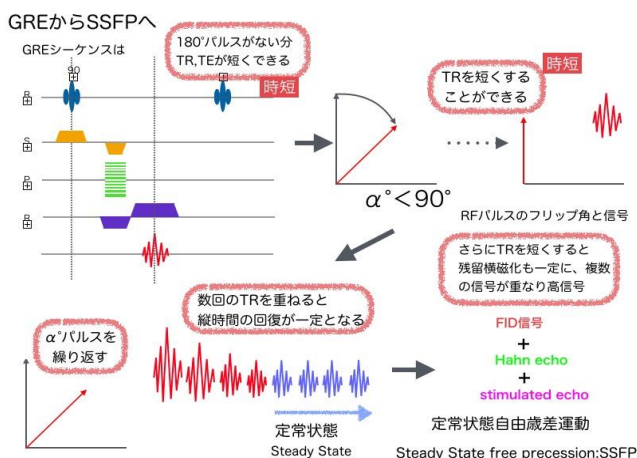 GREからSSFPへ
GREシーケンスは
90
180°パルスがない分
TR,TEが短くできる
時短
TRを短くする
ことができる
時短
α°<90°
RFパルスのフリップ角と信号
さらにTRを短くすると
残留横磁化も一定に、複数
の信号が重なり高信号
数回のTRを重ねると
縦時間の回復が一定となる
α°パルスを
繰り返す
定常状態
Steady State
FID信号
+
Hahn echo
+
stimulated echo
定常状態自由歳差運動
Steady State free precession:SSFP